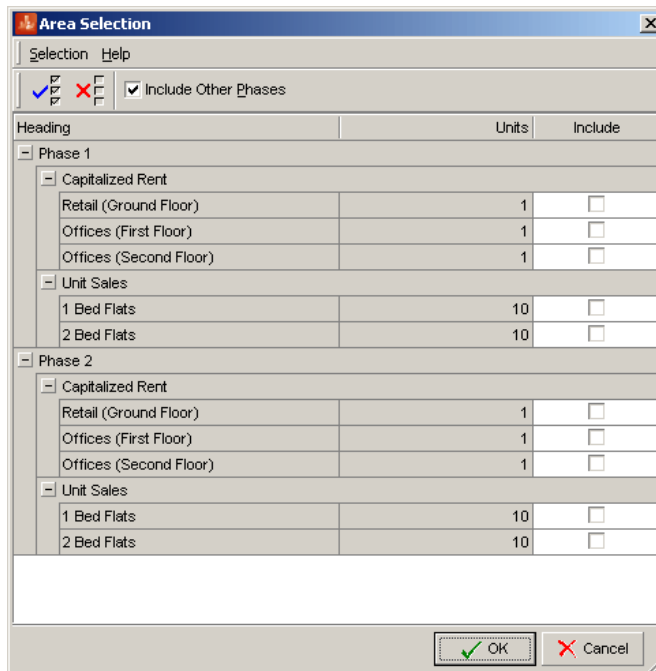 Area Selection
Selection Help
Include Other Phases
Heading Units Include
Phase 1
Capitalized Rent
Retail (Ground Floor) 1
Offices (First Floor) 1
Offices (Second Floor) 1
Unit Sales
1 Bed Flats 10
2 Bed Flats 10
Phase 2
Capitalized Rent
Retail (Ground Floor) 1
Offices (First Floor) 1
Offices (Second Floor) 1
Unit Sales
1 Bed Flats 10
2 Bed Flats 10
OK Cancel